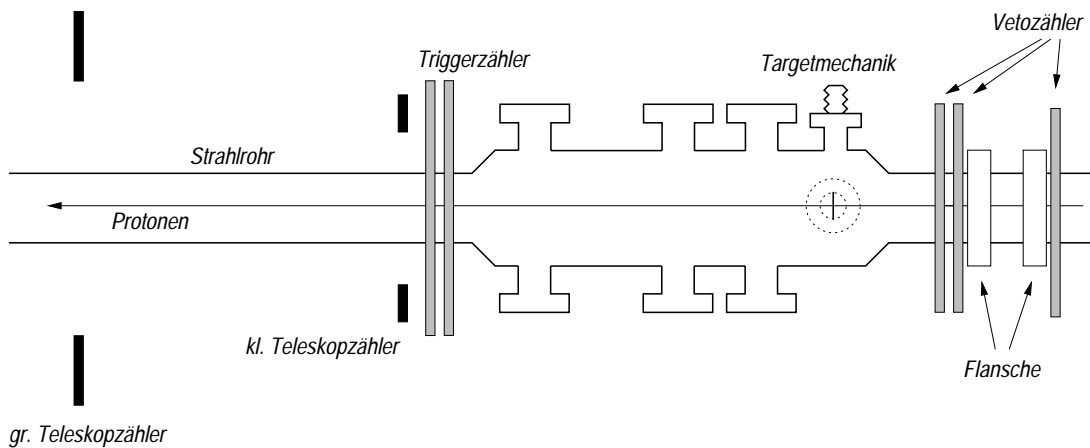 Vetozähler
Triggerzähler
Targetmechanik
Strahlrohr
Protonen
kl. Teleskopzähler
Flansche
gr. Teleskopzähler